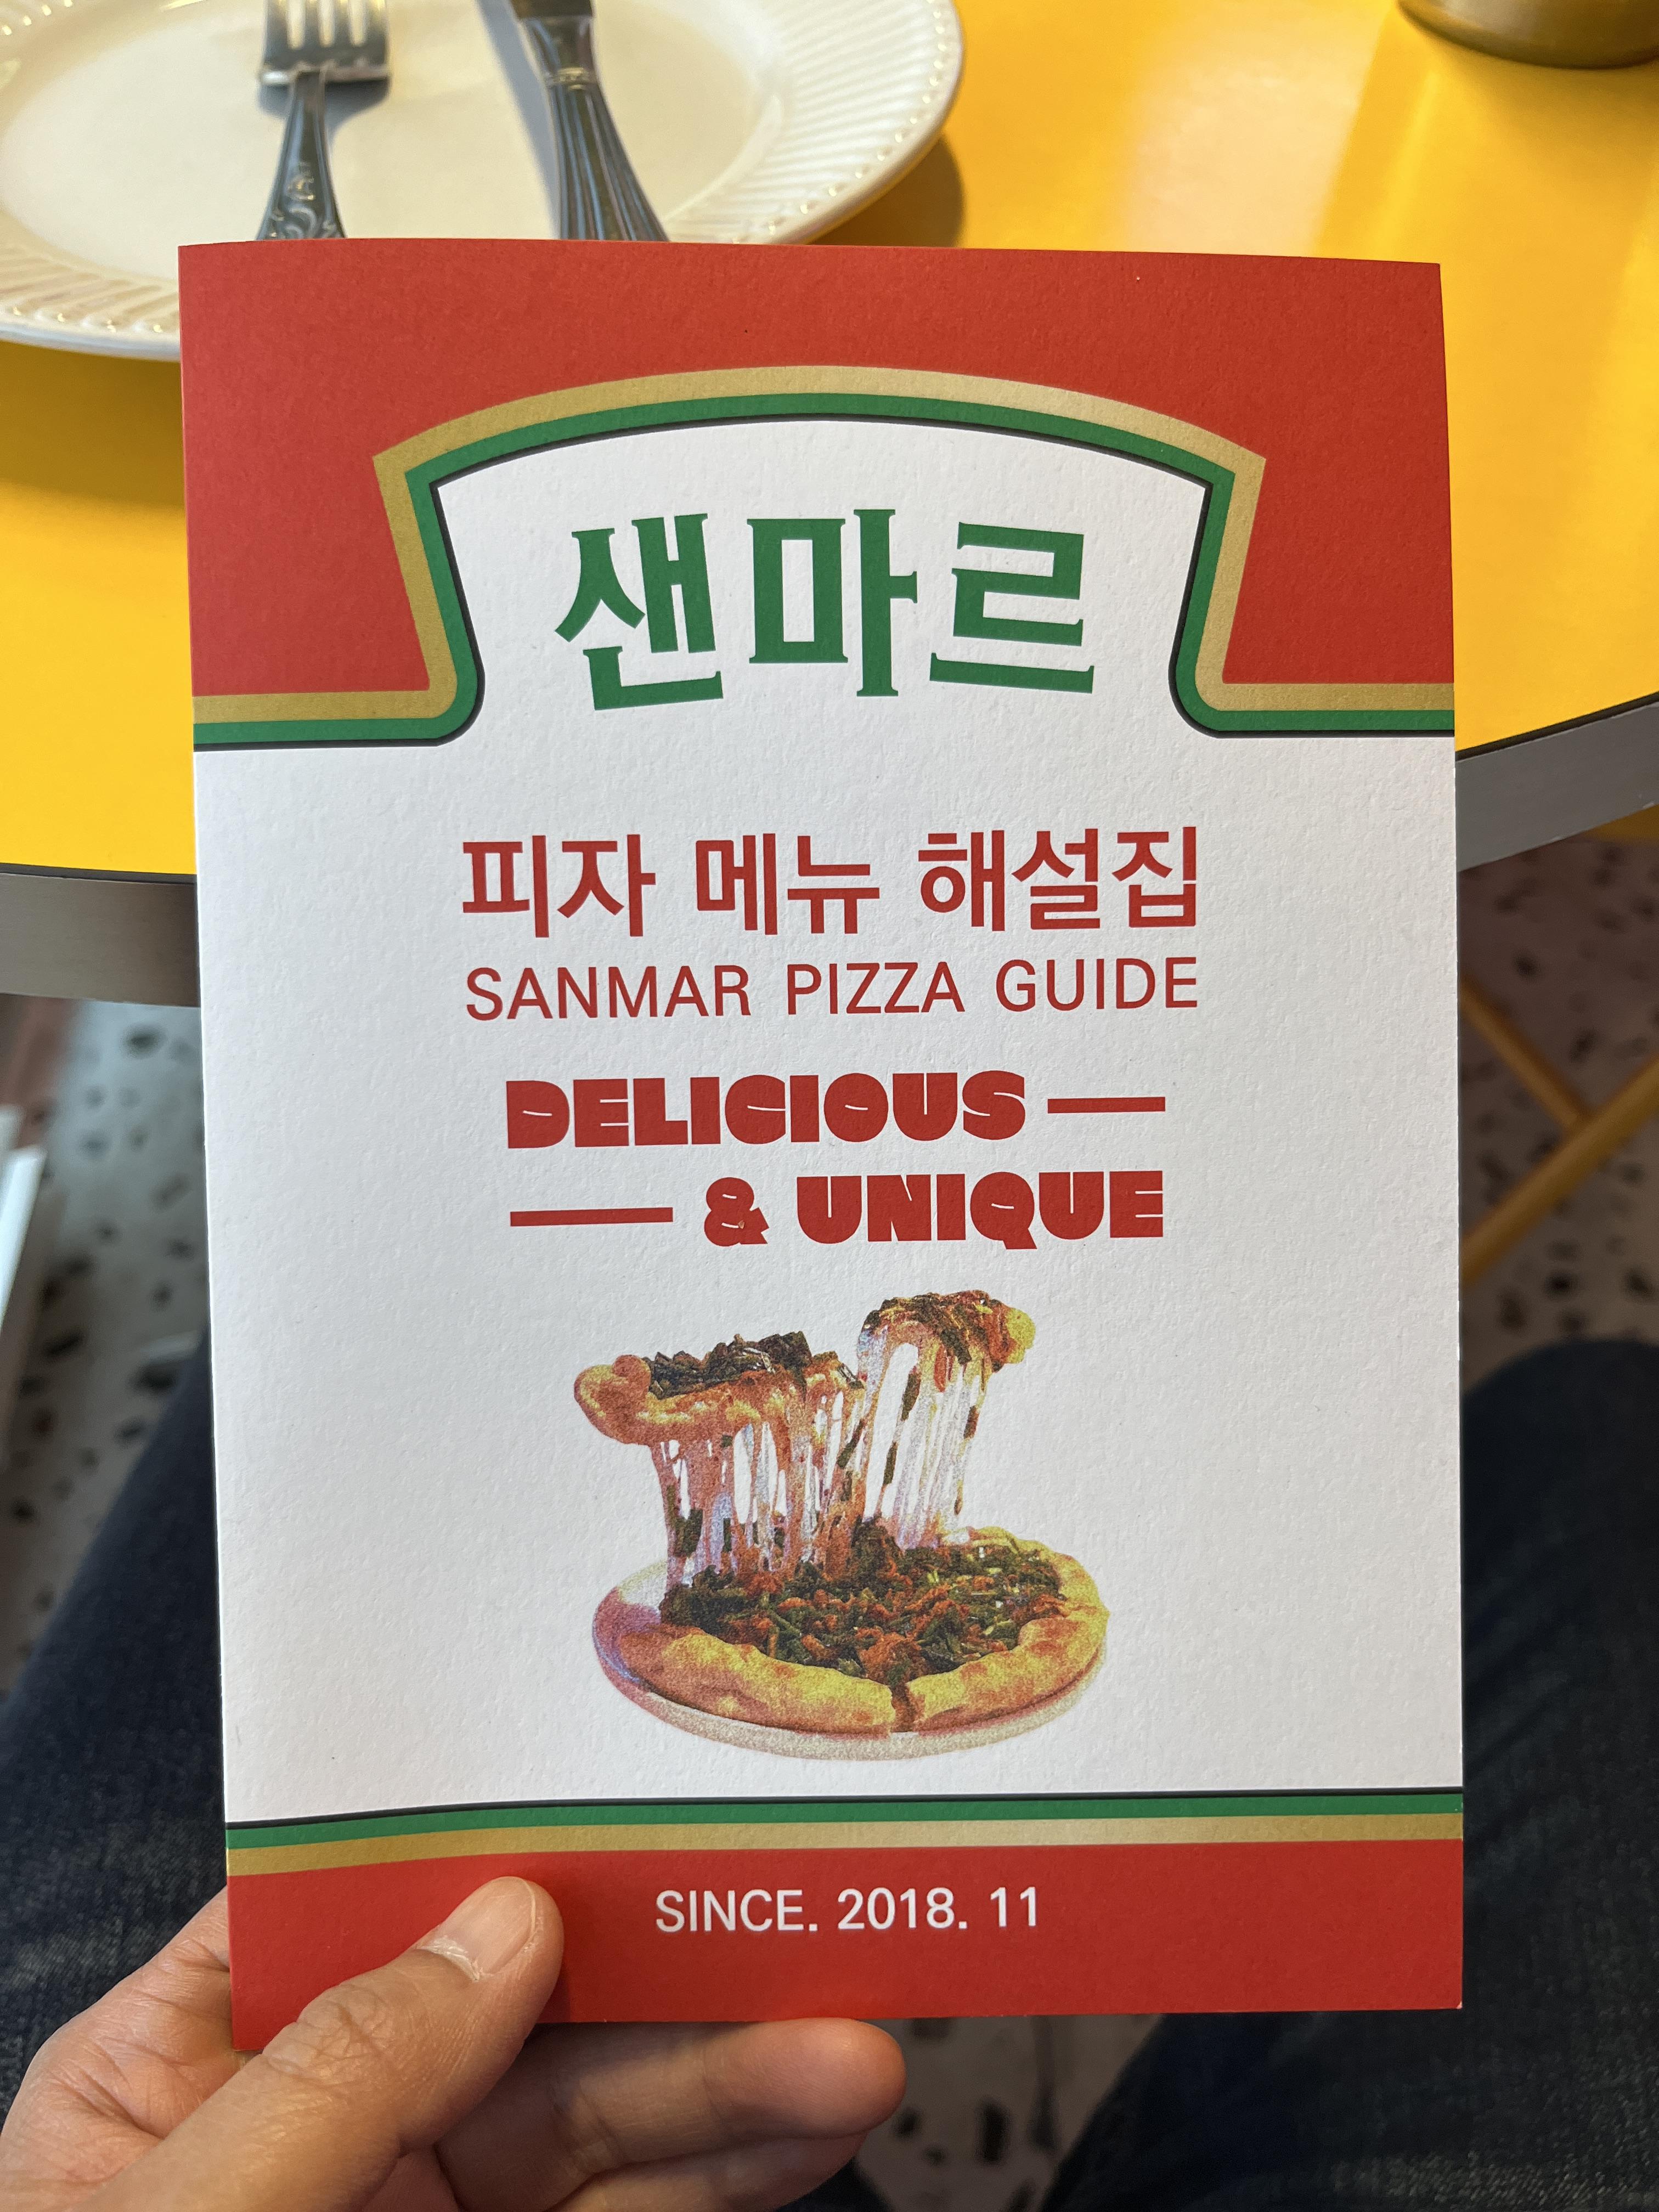 샌마르
피자 메뉴 해설집
SANMAR PIZZA GUIDE
DELICIOUS
& UNIQUE
SINCE. 2018. 11